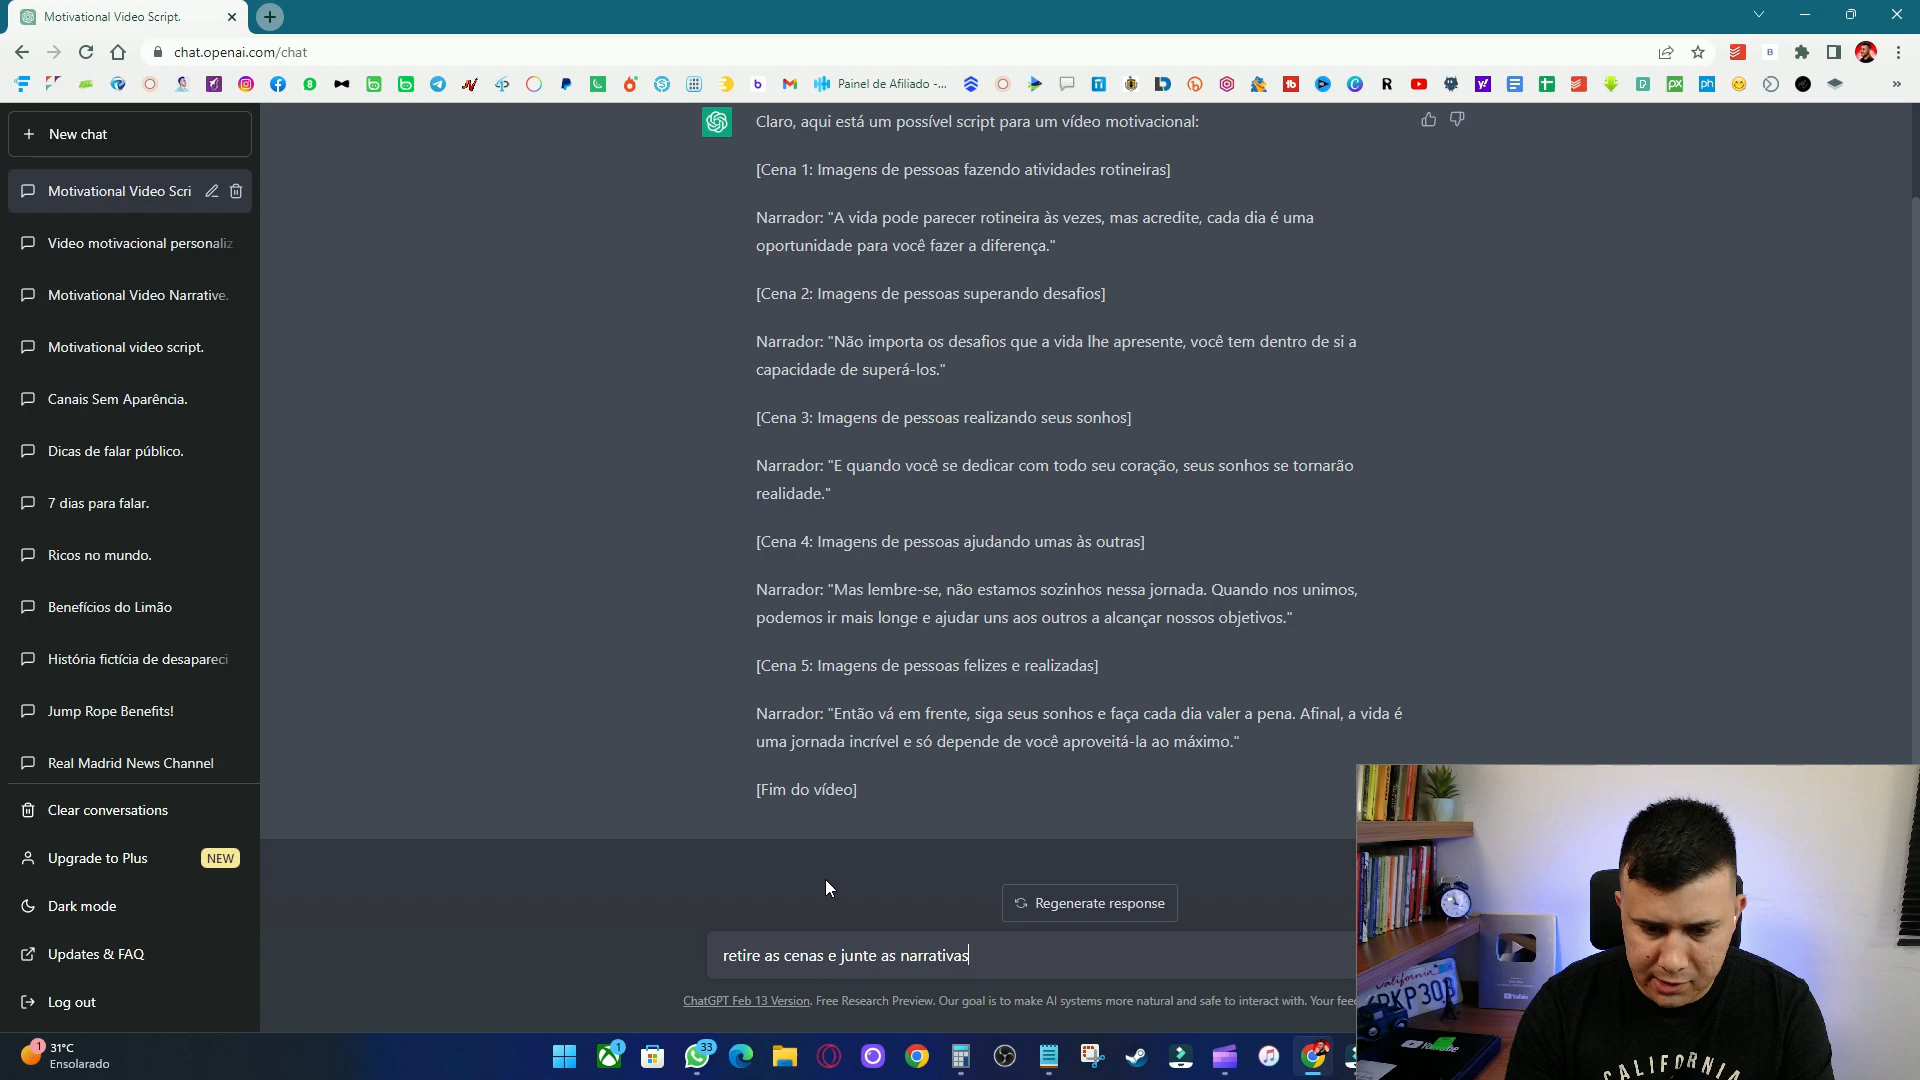 Motivational Video Script.
chat.openai.com/chat
Painel de Afiliado -...
New chat
Motivational Video Scri
Video motivacional personaliz
Motivational Video Narrative.
Motivational video script.
Canais Sem Aparência.
Dicas de falar público.
7 dias para falar.
Ricos no mundo.
Benefícios do Limão
História fictícia de desapareci
Jump Rope Benefits!
Real Madrid News Channel
Clear conversations
Upgrade to Plus NEW
Dark mode
Updates & FAQ
Log out
Claro, aqui está um possível script para um vídeo motivacional:
[Cena 1: Imagens de pessoas fazendo atividades rotineiras]
Narrador: "A vida pode parecer rotineira às vezes, mas acredite, cada dia é uma
oportunidade para você fazer a diferença."
[Cena 2: Imagens de pessoas superando desafios]
Narrador: "Não importa os desafios que a vida lhe apresente, você tem dentro de si a
capacidade de superá-los."
[Cena 3: Imagens de pessoas realizando seus sonhos]
Narrador: "E quando você se dedicar com todo seu coração, seus sonhos se tornarão
realidade."
[Cena 4: Imagens de pessoas ajudando umas às outras]
Narrador: "Mas lembre-se, não estamos sozinhos nessa jornada. Quando nos unimos,
podemos ir mais longe e ajudar uns aos outros a alcançar nossos objetivos."
[Cena 5: Imagens de pessoas felizes e realizadas]
Narrador: "Então vá em frente, siga seus sonhos e faça cada dia valer a pena. Afinal, a vida é
uma jornada incrível e só depende de você aproveitá-la ao máximo."
[Fim do vídeo]
Regenerate response
retire as cenas e junte as narrativas
ChatGPT Feb 13 Version. Free Research Preview. Our goal is to make AI systems more natural and safe to interact with. Your fee
1
31°C
Ensolarado
1
33
California
YouTube
CALIFORNIA